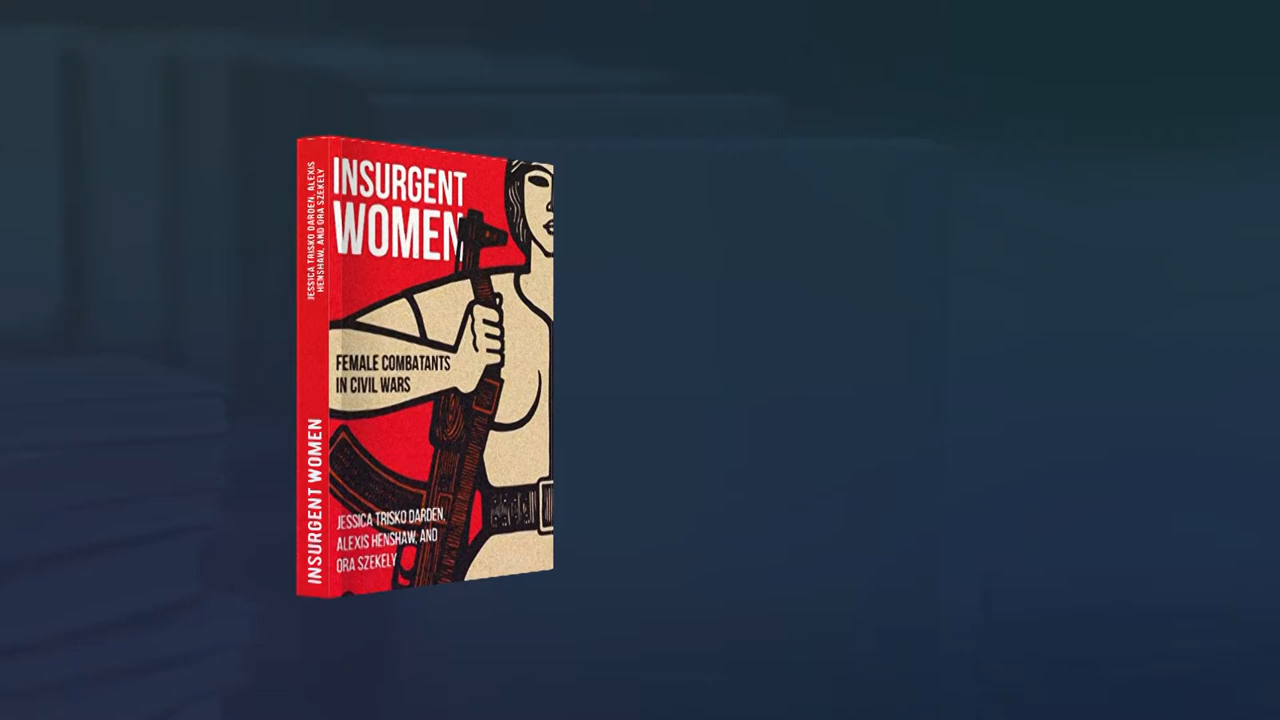 JESSICA TRISKO DARDEN, ALEXIS
HENSHAW, AND ORA SZEKELY
INSURGENT WOMEN
INSURGENT
WOMEN
FEMALE COMBATANTS
IN CIVIL WARS
JESSICA TRISKO DARDEN,
ALEXIS HENSHAW, AND
ORA SZEKELY